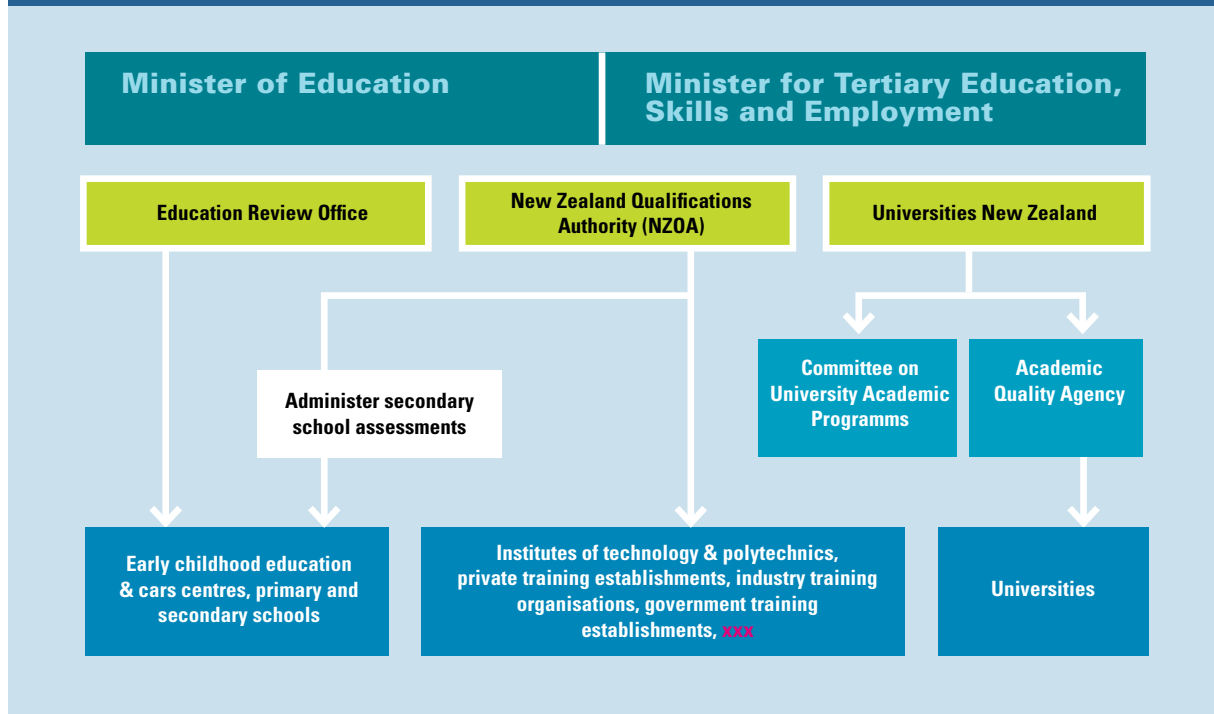 Minister of Education
Minister for Tertiary Education,
Skills and Employment
Education Review Office
New Zealand Qualifications
Authority (NZOA)
Universities New Zealand
Committee on
University Academic
Programms
Academic
Quality Agency
Administer secondary
school assessments
Early childhood education
& cars centres, primary and
secondary schools
Institutes of technology & polytechnics,
private training establishments, industry training
organisations, government training
establishments, xxx
Universities